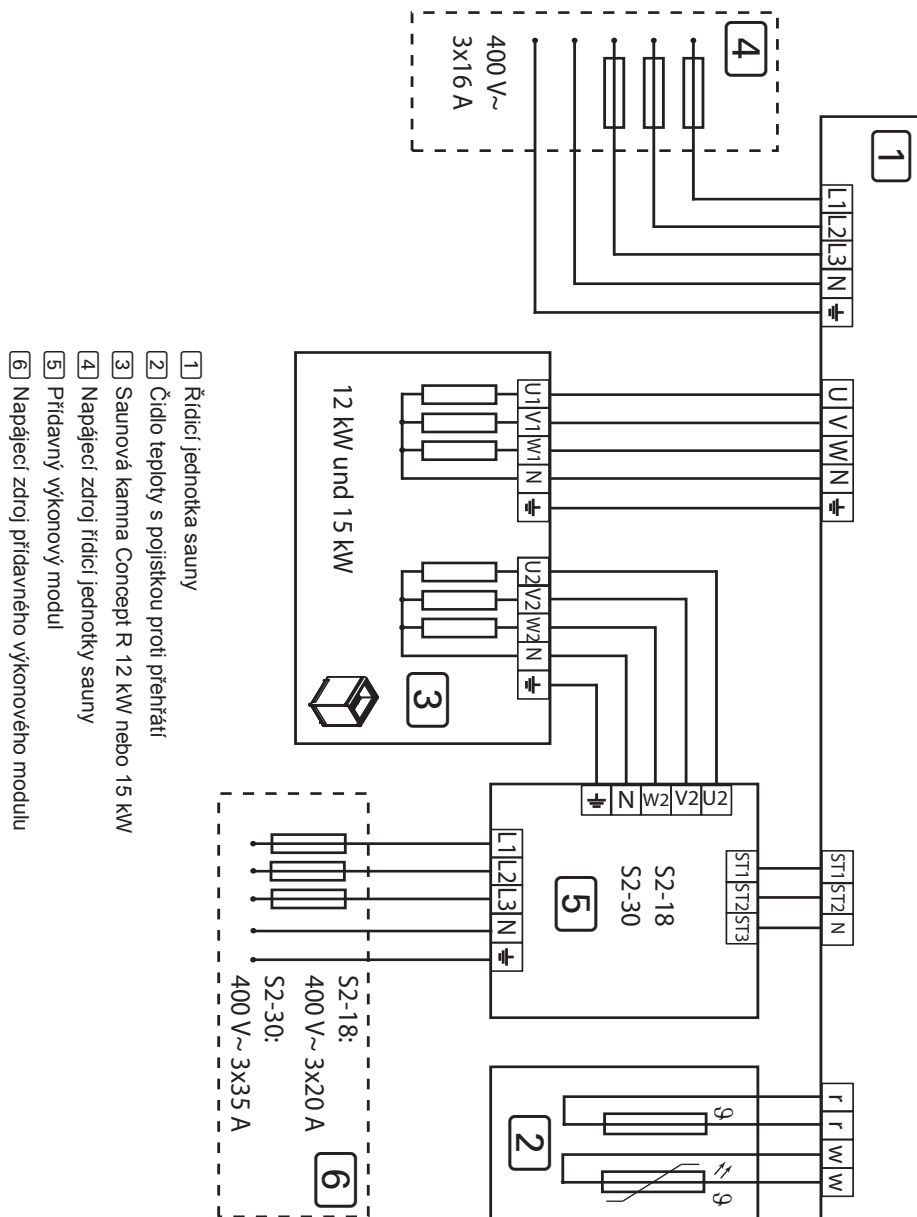 1
L1 L2 L3 N
U V W N
ST1 ST2 N
r r w w
4
400 V~
3x16 A
U1 V1 W1 N
U2 V2 W2 N
12 kW und 15 kW
3
U2 V2 W2 N
ST1 ST2 ST3
S2-18
S2-30
5
L1 L2 L3 N
S2-18:
400 V~ 3x20 A
S2-30:
400 V~ 3x35 A
6
ϑ
ϑ
2
1 Řídicí jednotka sauny
2 Čidlo teploty s pojistkou proti přehřátí
3 Saunová kamna Concept R 12 kW nebo 15 kW
4 Napájecí zdroj řídicí jednotky sauny
5 Přídavný výkonový modul
6 Napájecí zdroj přídavného výkonového modulu